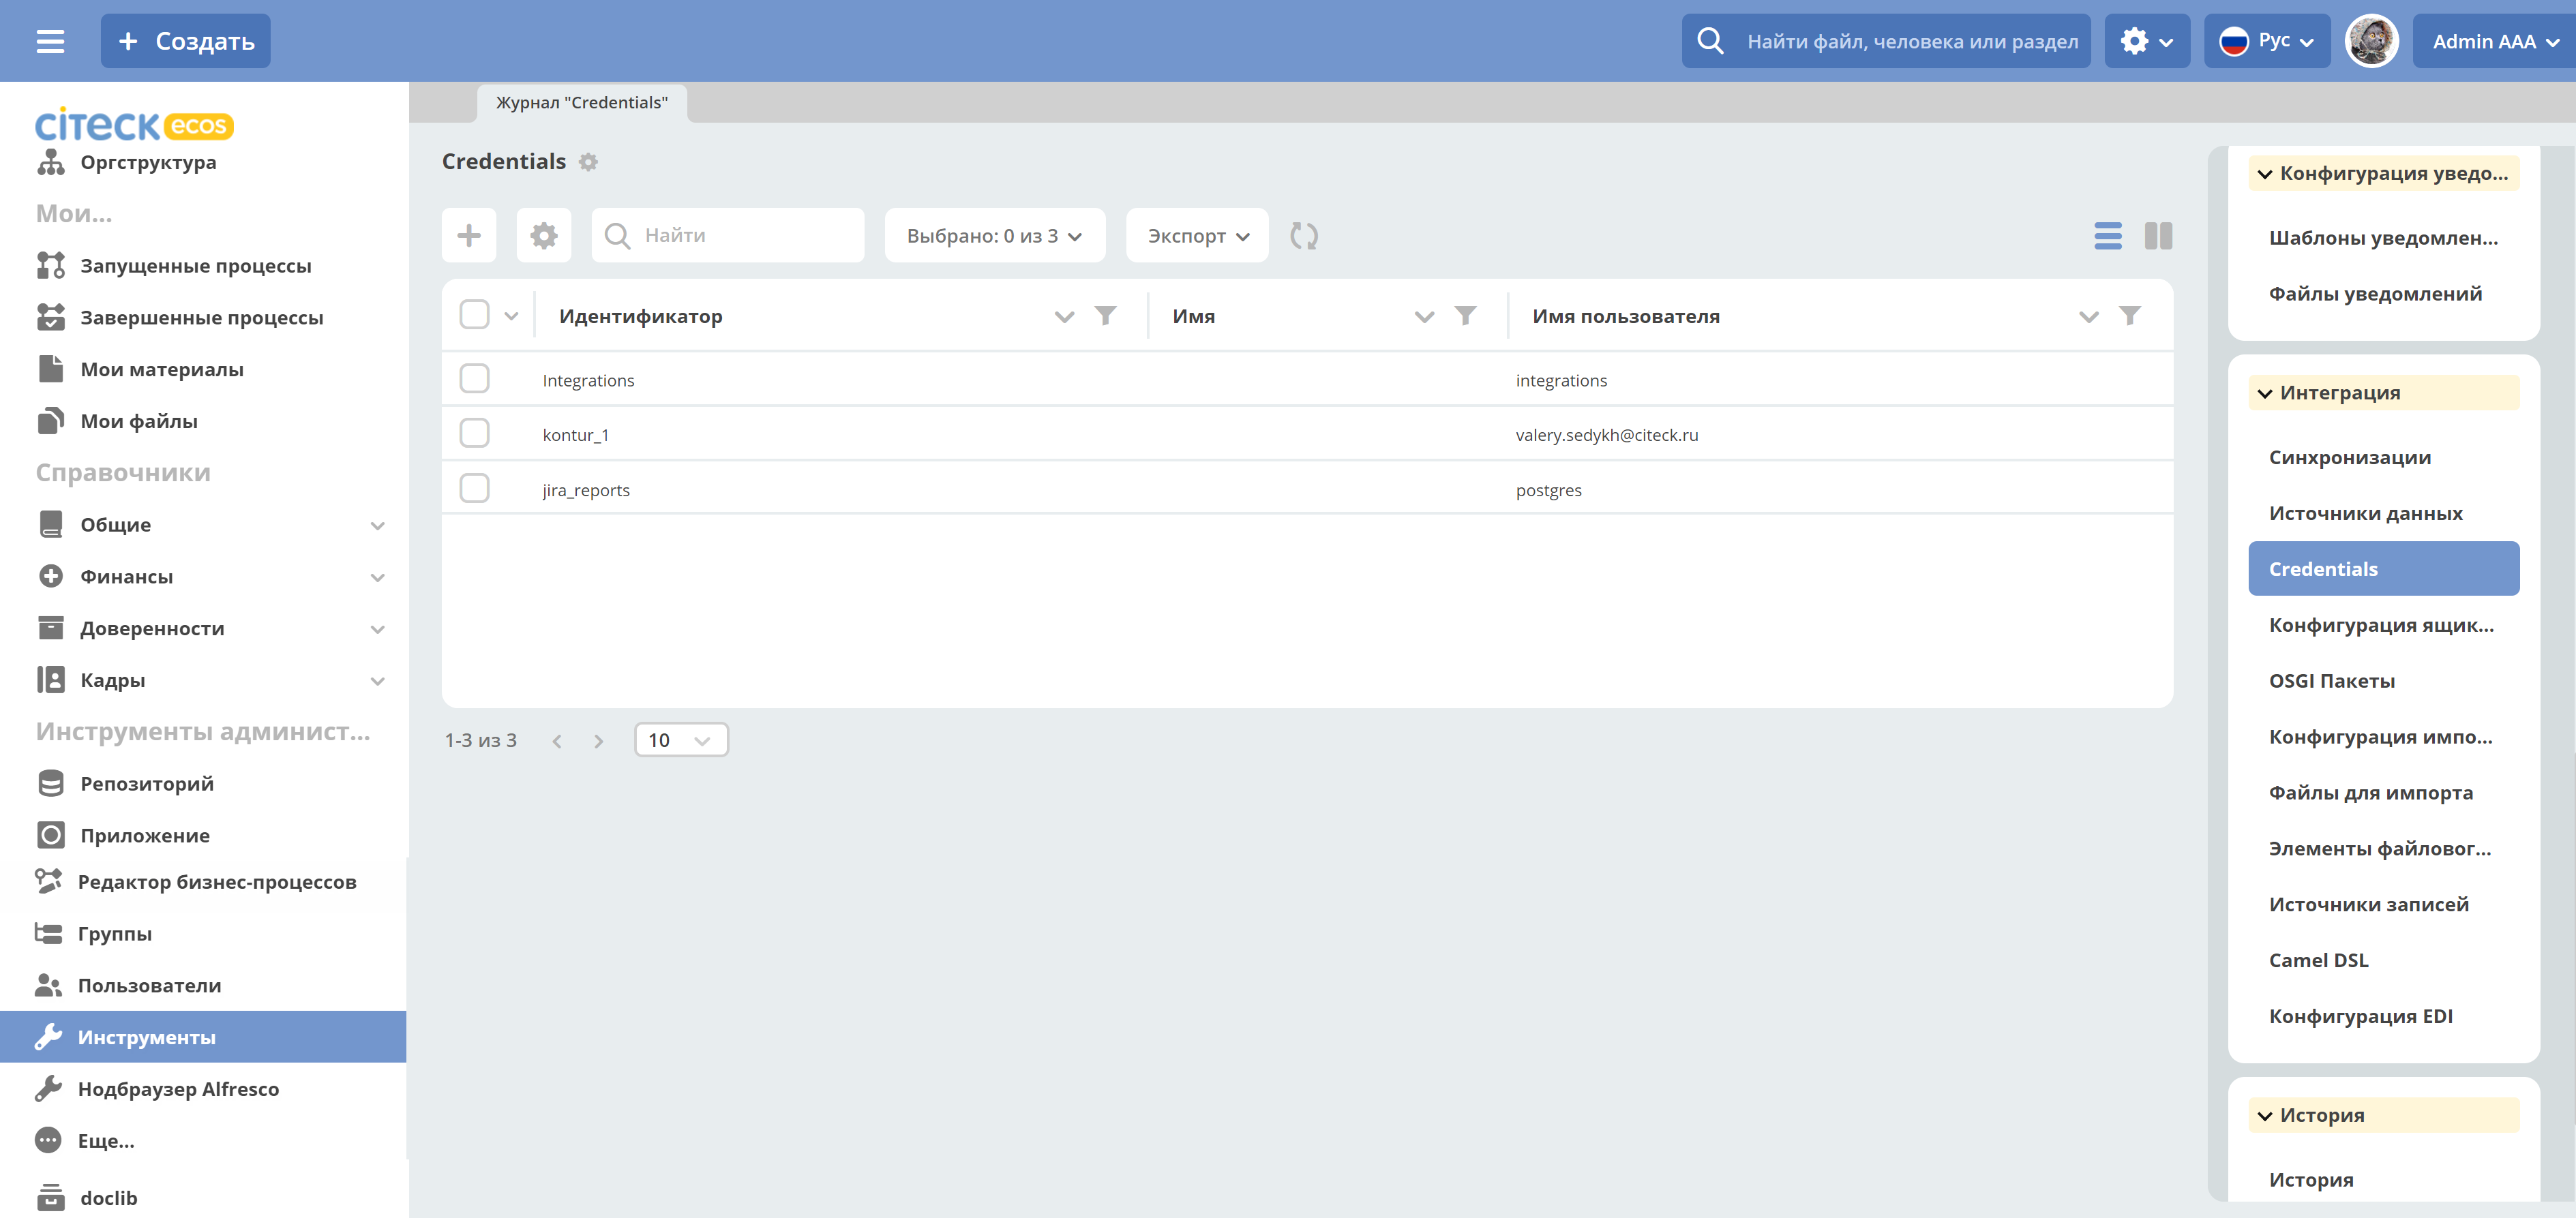 Создать
Найти файл, человека или раздел
Рус
Admin AAA
citeck ecos
Оргструктура
Мои...
Запущенные процессы
Завершенные процессы
Мои материалы
Мои файлы
Справочники
Общие
Финансы
Доверенности
Кадры
Инструменты админист...
Репозиторий
Приложение
Редактор бизнес-процессов
Группы
Пользователи
Инструменты
Нодбраузер Alfresco
Еще...
doclib
Журнал "Credentials"
Credentials
Найти
Выбрано: 0 из 3
Экспорт
Идентификатор Имя Имя пользователя
Integrations integrations
kontur_1 valery.sedykh@citeck.ru
jira_reports postgres
1-3 из 3 10
Конфигурация уведо...
Шаблоны уведомлен...
Файлы уведомлений
Интеграция
Синхронизации
Источники данных
Credentials
Конфигурация ящик...
OSGI Пакеты
Конфигурация импо...
Файлы для импорта
Элементы файловог...
Источники записей
Camel DSL
Конфигурация EDI
История
История